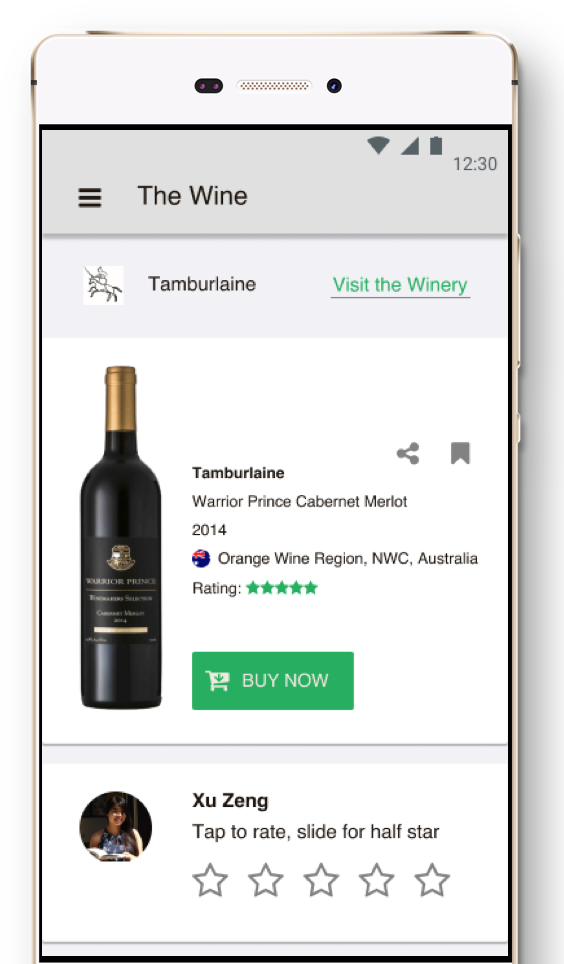 12:30
The Wine
Tamburlaine
Visit the Winery
Tamburlaine
Warrior Prince Cabernet Merlot
2014
Orange Wine Region, NWC, Australia
Rating:
WARRIOR PRINCE
WINEMAKERS SELECTION
CABERNET MERLOT
2014
BUY NOW
Xu Zeng
Tap to rate, slide for half star